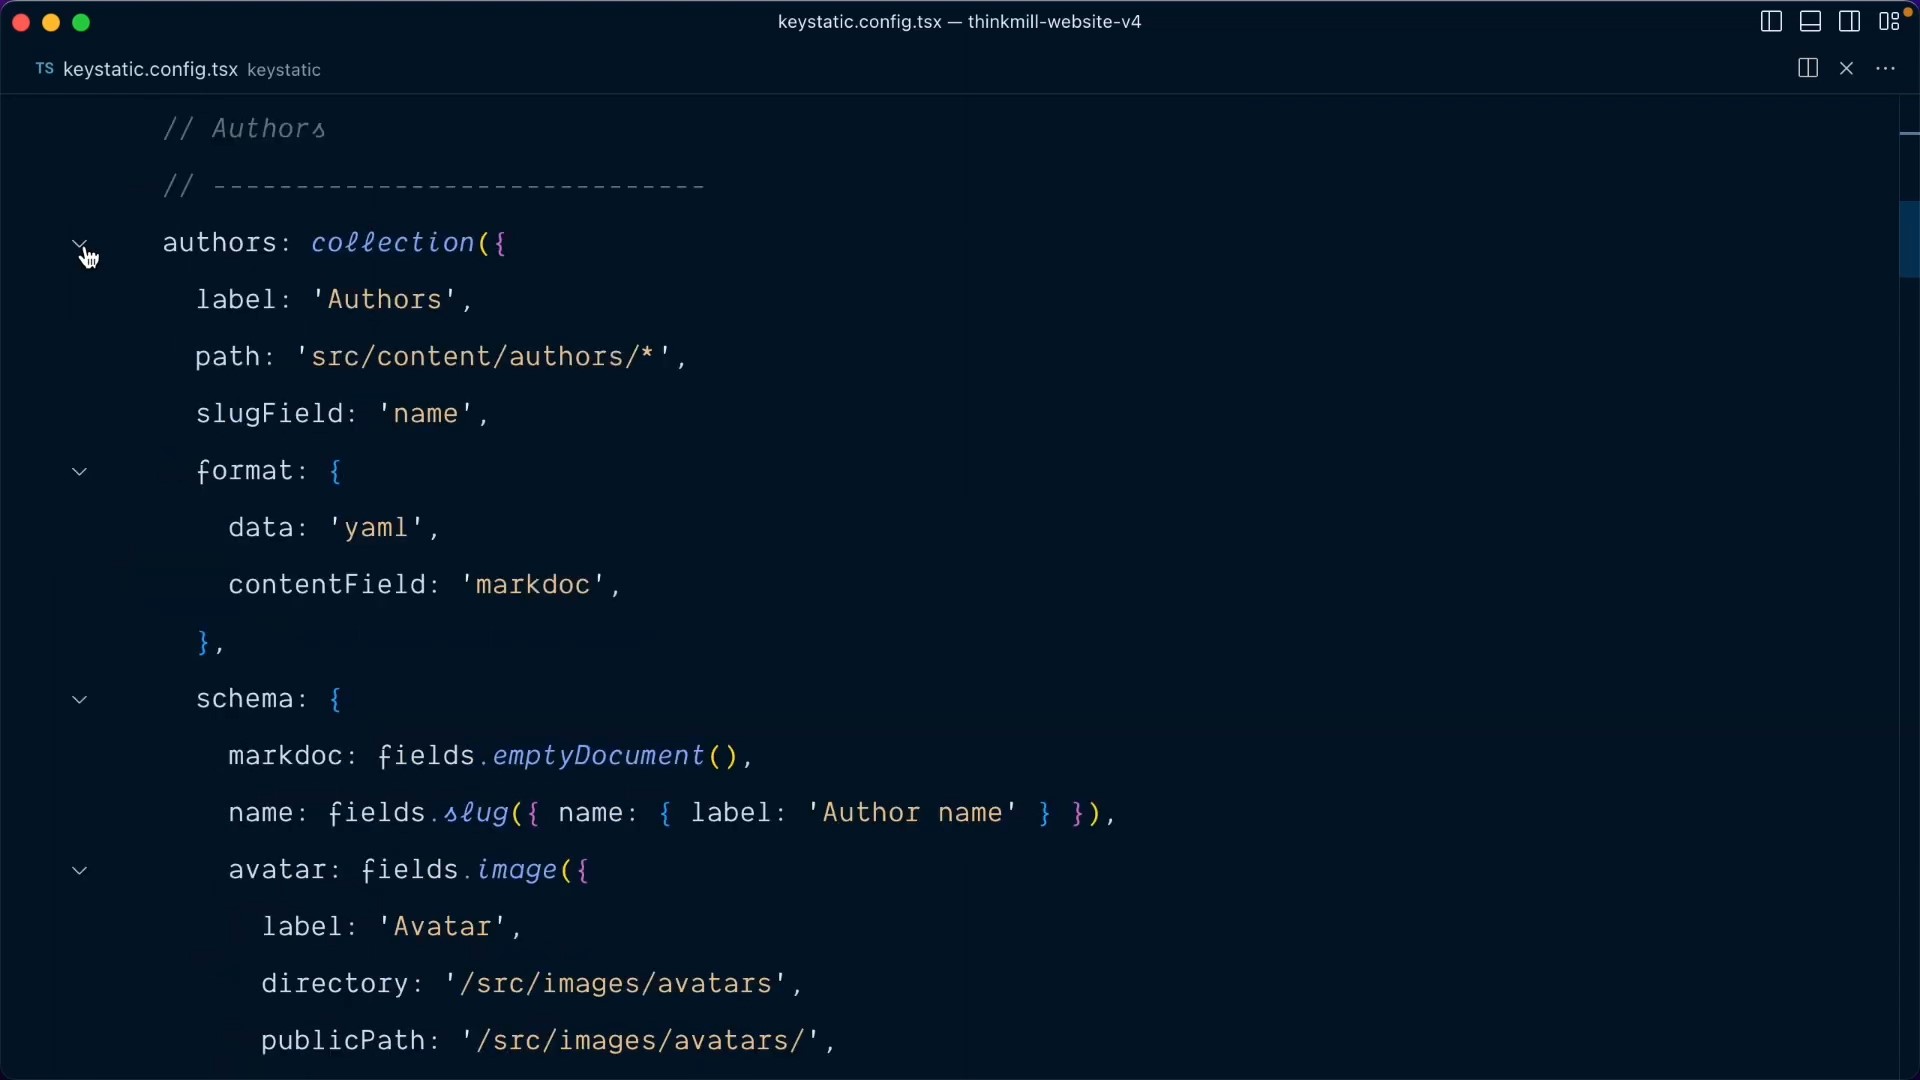 keystatic.config.tsx — thinkmill-website-v4
TS keystatic.config.tsx keystatic
// Authors
// ------------------------------
authors: collection({
label: 'Authors',
path: 'src/content/authors/*',
slugField: 'name',
format: {
data: 'yaml',
contentField: 'markdoc',
},
schema: {
markdoc: fields.emptyDocument(),
name: fields.slug({ name: { label: 'Author name' } }),
avatar: fields.image({
label: 'Avatar',
directory: '/src/images/avatars',
publicPath: '/src/images/avatars/',